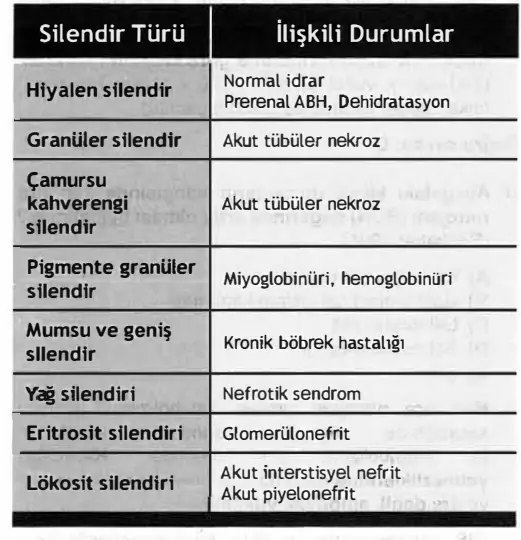 Silendir Türü İlişkili Durumlar
Hiyalen silendir Normal idrar
Prerenal ABH, Dehidratasyon
Granüler silendir Akut tübüler nekroz
Çamursu
kahverengi
silendir
Akut tübüler nekroz
Pigmente granüler
silendir
Miyoglobinüri, hemoglobinüri
Mumsu ve geniş
silendir
Kronik böbrek hastalığı
Yağ silendiri Nefrotik sendrom
Eritrosit silendiri Glomerülonefrit
Lökosit silendiri
Akut interstisyel nefrit
Akut piyelonefrit